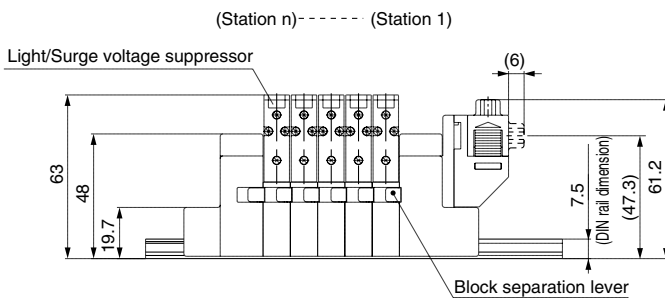 (Station n)------- (Station 1)
Light/Surge voltage suppressor
(6)
63
48
19.7
7.5
(DIN rail dimension)
(47.3)
61.2
Block separation lever